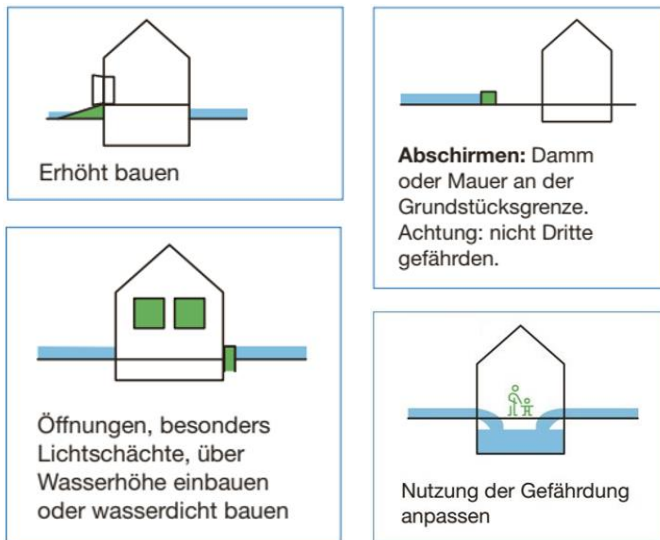 Erhöht bauen
Abschirmen: Damm
oder Mauer an der
Grundstücksgrenze.
Achtung: nicht Dritte
gefährden.
Öffnungen, besonders
Lichtschächte, über
Wasserhöhe einbauen
oder wasserdicht bauen
Nutzung der Gefährdung
anpassen